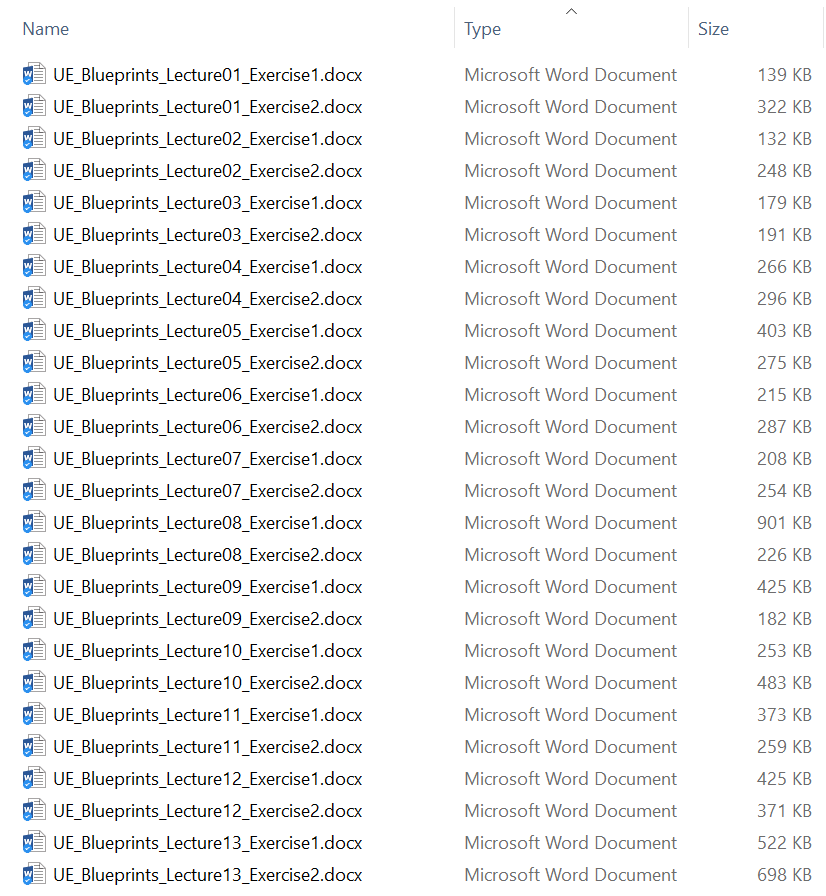 Name Type Size
UE_Blueprints_Lecture01_Exercise1.docx Microsoft Word Document 139 KB
UE_Blueprints_Lecture01_Exercise2.docx Microsoft Word Document 322 KB
UE_Blueprints_Lecture02_Exercise1.docx Microsoft Word Document 132 KB
UE_Blueprints_Lecture02_Exercise2.docx Microsoft Word Document 248 KB
UE_Blueprints_Lecture03_Exercise1.docx Microsoft Word Document 179 KB
UE_Blueprints_Lecture03_Exercise2.docx Microsoft Word Document 191 KB
UE_Blueprints_Lecture04_Exercise1.docx Microsoft Word Document 266 KB
UE_Blueprints_Lecture04_Exercise2.docx Microsoft Word Document 296 KB
UE_Blueprints_Lecture05_Exercise1.docx Microsoft Word Document 403 KB
UE_Blueprints_Lecture05_Exercise2.docx Microsoft Word Document 275 KB
UE_Blueprints_Lecture06_Exercise1.docx Microsoft Word Document 215 KB
UE_Blueprints_Lecture06_Exercise2.docx Microsoft Word Document 287 KB
UE_Blueprints_Lecture07_Exercise1.docx Microsoft Word Document 208 KB
UE_Blueprints_Lecture07_Exercise2.docx Microsoft Word Document 254 KB
UE_Blueprints_Lecture08_Exercise1.docx Microsoft Word Document 901 KB
UE_Blueprints_Lecture08_Exercise2.docx Microsoft Word Document 226 KB
UE_Blueprints_Lecture09_Exercise1.docx Microsoft Word Document 425 KB
UE_Blueprints_Lecture09_Exercise2.docx Microsoft Word Document 182 KB
UE_Blueprints_Lecture10_Exercise1.docx Microsoft Word Document 253 KB
UE_Blueprints_Lecture10_Exercise2.docx Microsoft Word Document 483 KB
UE_Blueprints_Lecture11_Exercise1.docx Microsoft Word Document 373 KB
UE_Blueprints_Lecture11_Exercise2.docx Microsoft Word Document 259 KB
UE_Blueprints_Lecture12_Exercise1.docx Microsoft Word Document 425 KB
UE_Blueprints_Lecture12_Exercise2.docx Microsoft Word Document 371 KB
UE_Blueprints_Lecture13_Exercise1.docx Microsoft Word Document 522 KB
UE_Blueprints_Lecture13_Exercise2.docx Microsoft Word Document 698 KB